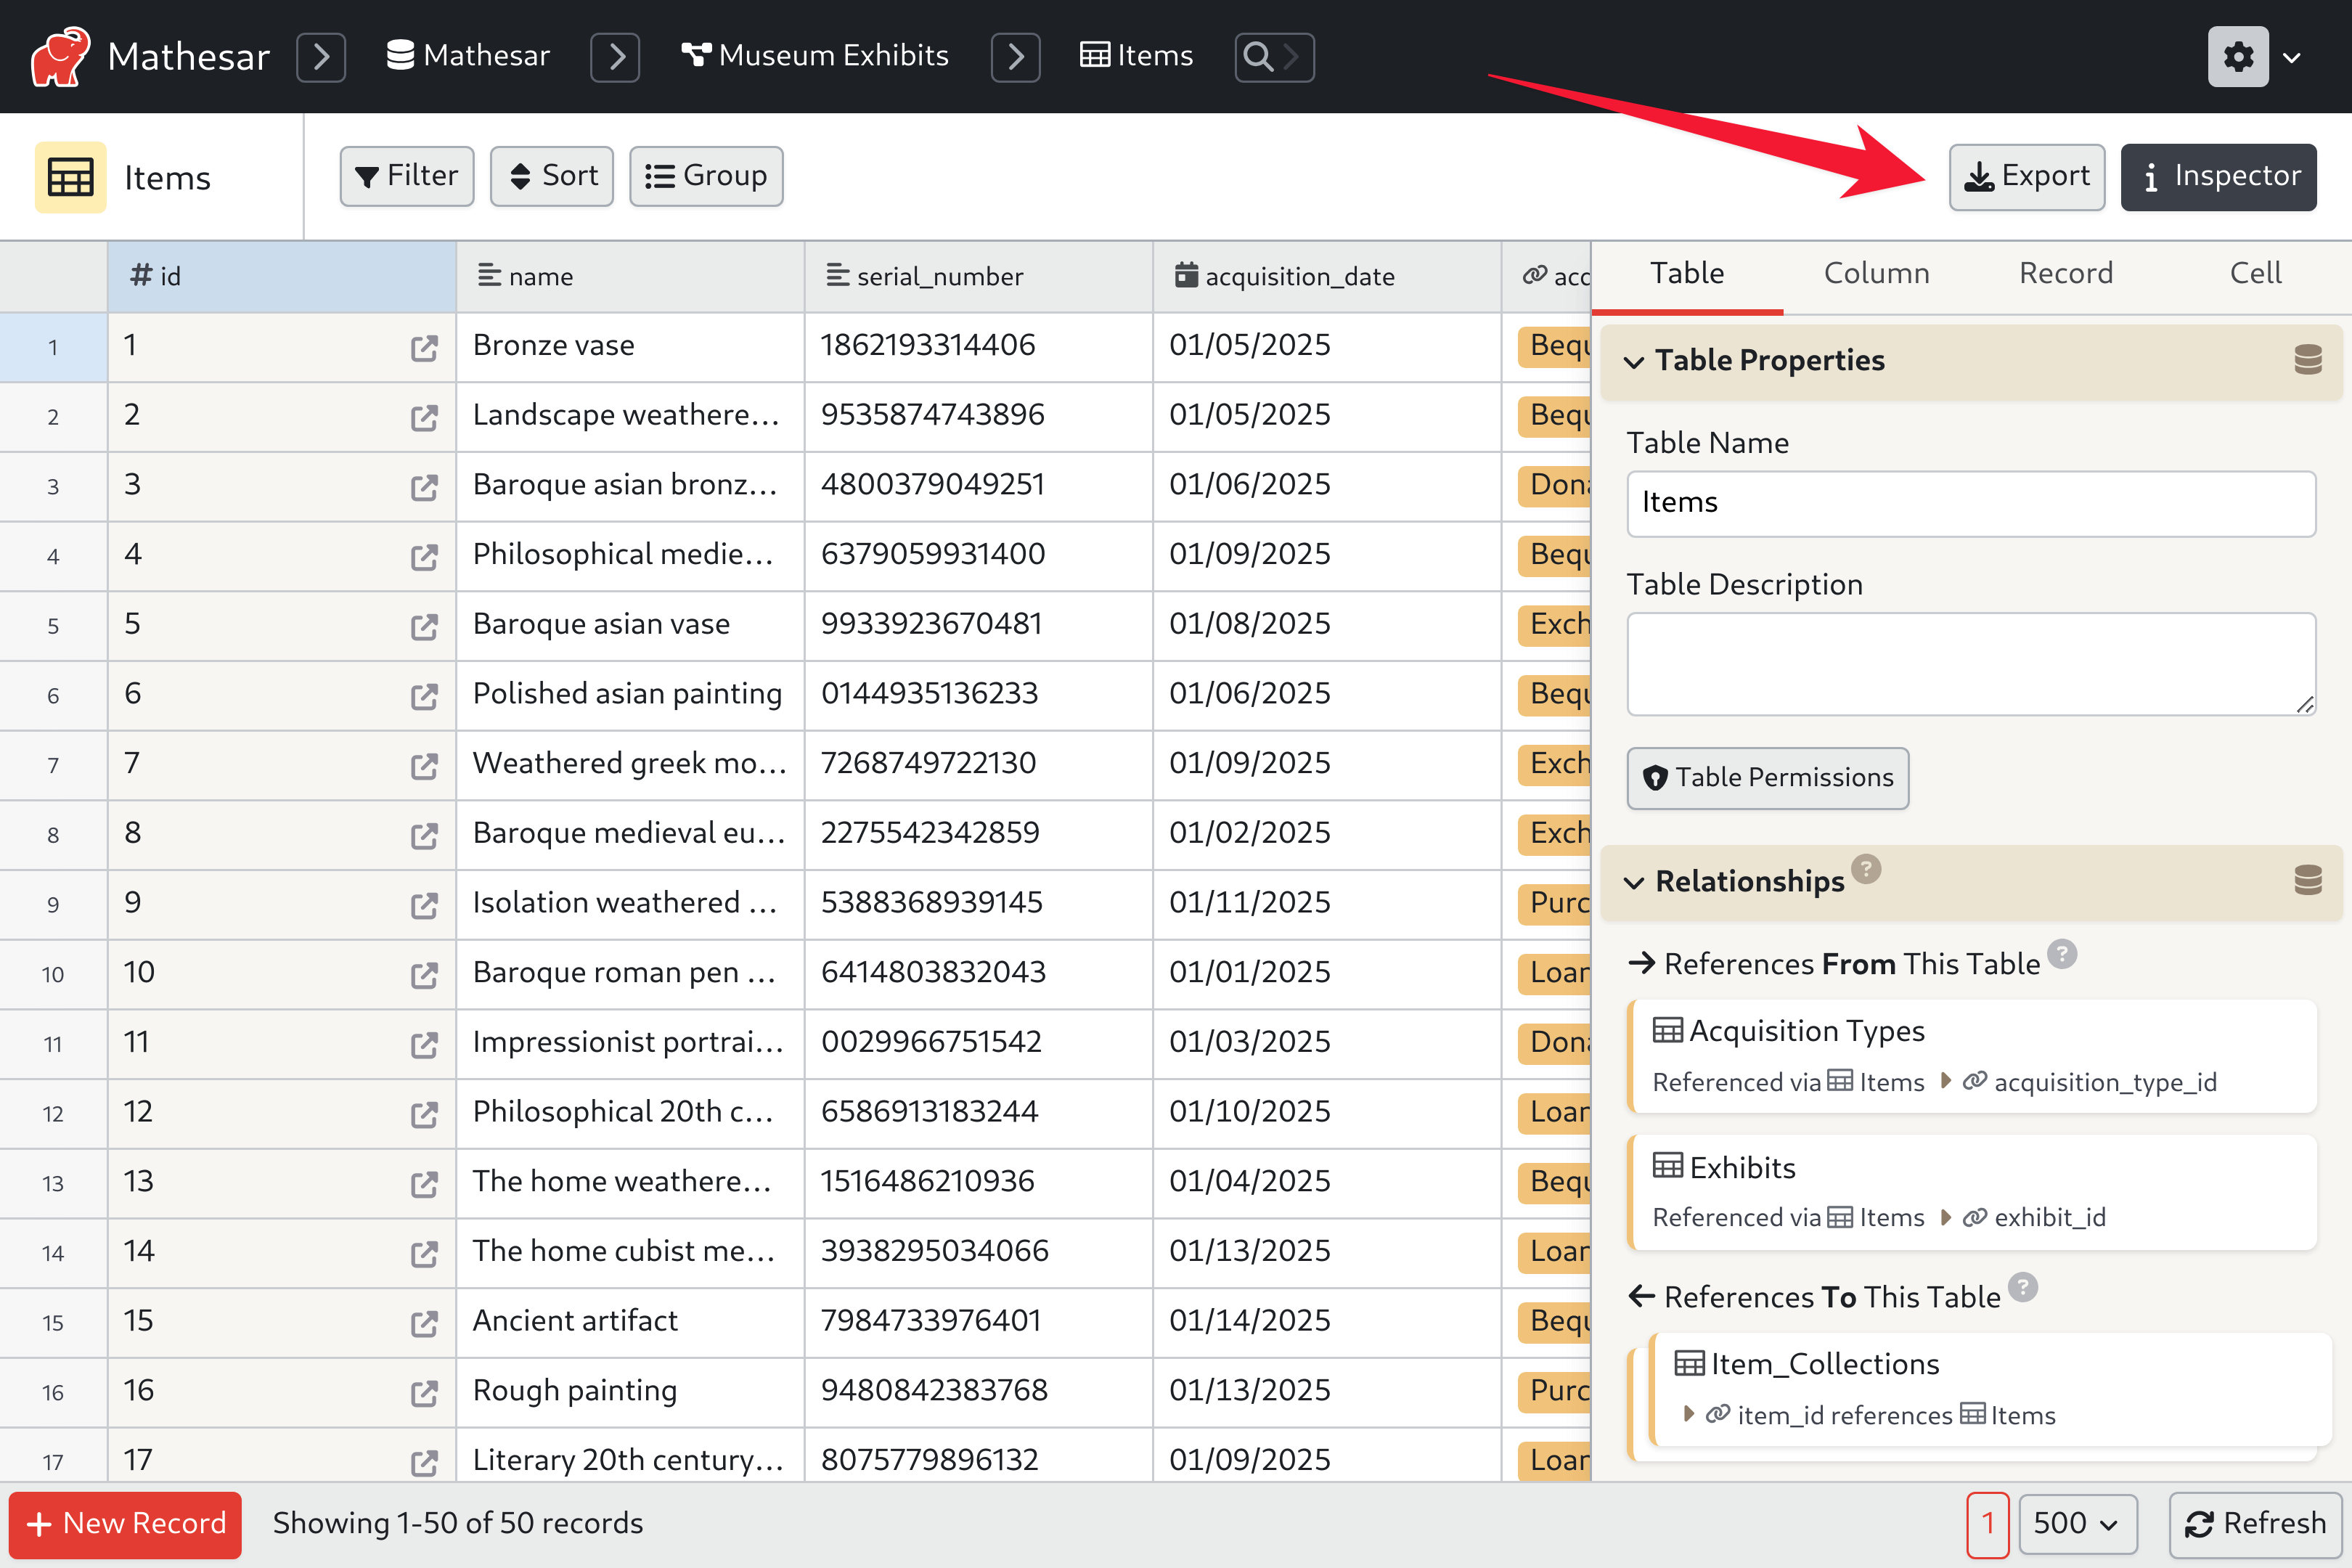 Mathesar Mathesar Museum Exhibits Items
Items Filter Sort Group Export Inspector
id name serial_number acquisition_date acq
Table Column Record Cell
1 1 Bronze vase 1862193314406 01/05/2025 Bequ
2 2 Landscape weathere... 9535874743896 01/05/2025 Bequ
3 3 Baroque asian bronz... 4800379049251 01/06/2025 Dona
4 4 Philosophical medie... 6379059931400 01/09/2025 Bequ
5 5 Baroque asian vase 9933923670481 01/08/2025 Exch
6 6 Polished asian painting 0144935136233 01/06/2025 Bequ
7 7 Weathered greek mo... 7268749722130 01/09/2025 Exch
8 8 Baroque medieval eu... 2275542342859 01/02/2025 Exch
9 9 Isolation weathered ... 5388368939145 01/11/2025 Purc
10 10 Baroque roman pen ... 6414803832043 01/01/2025 Loan
11 11 Impressionist portrai... 0029966751542 01/03/2025 Dona
12 12 Philosophical 20th c... 6586913183244 01/10/2025 Loan
13 13 The home weathere... 1516486210936 01/04/2025 Bequ
14 14 The home cubist me... 3938295034066 01/13/2025 Loan
15 15 Ancient artifact 7984733976401 01/14/2025 Bequ
16 16 Rough painting 9480842383768 01/13/2025 Purc
17 17 Literary 20th century... 8075779896132 01/09/2025 Loan
Table Properties
Table Name
Items
Table Description
Table Permissions
Relationships ?
References From This Table ?
Acquisition Types
Referenced via Items acquisition_type_id
Exhibits
Referenced via Items exhibit_id
References To This Table ?
Item_Collections
item_id references Items
+ New Record Showing 1-50 of 50 records 1 500 Refresh